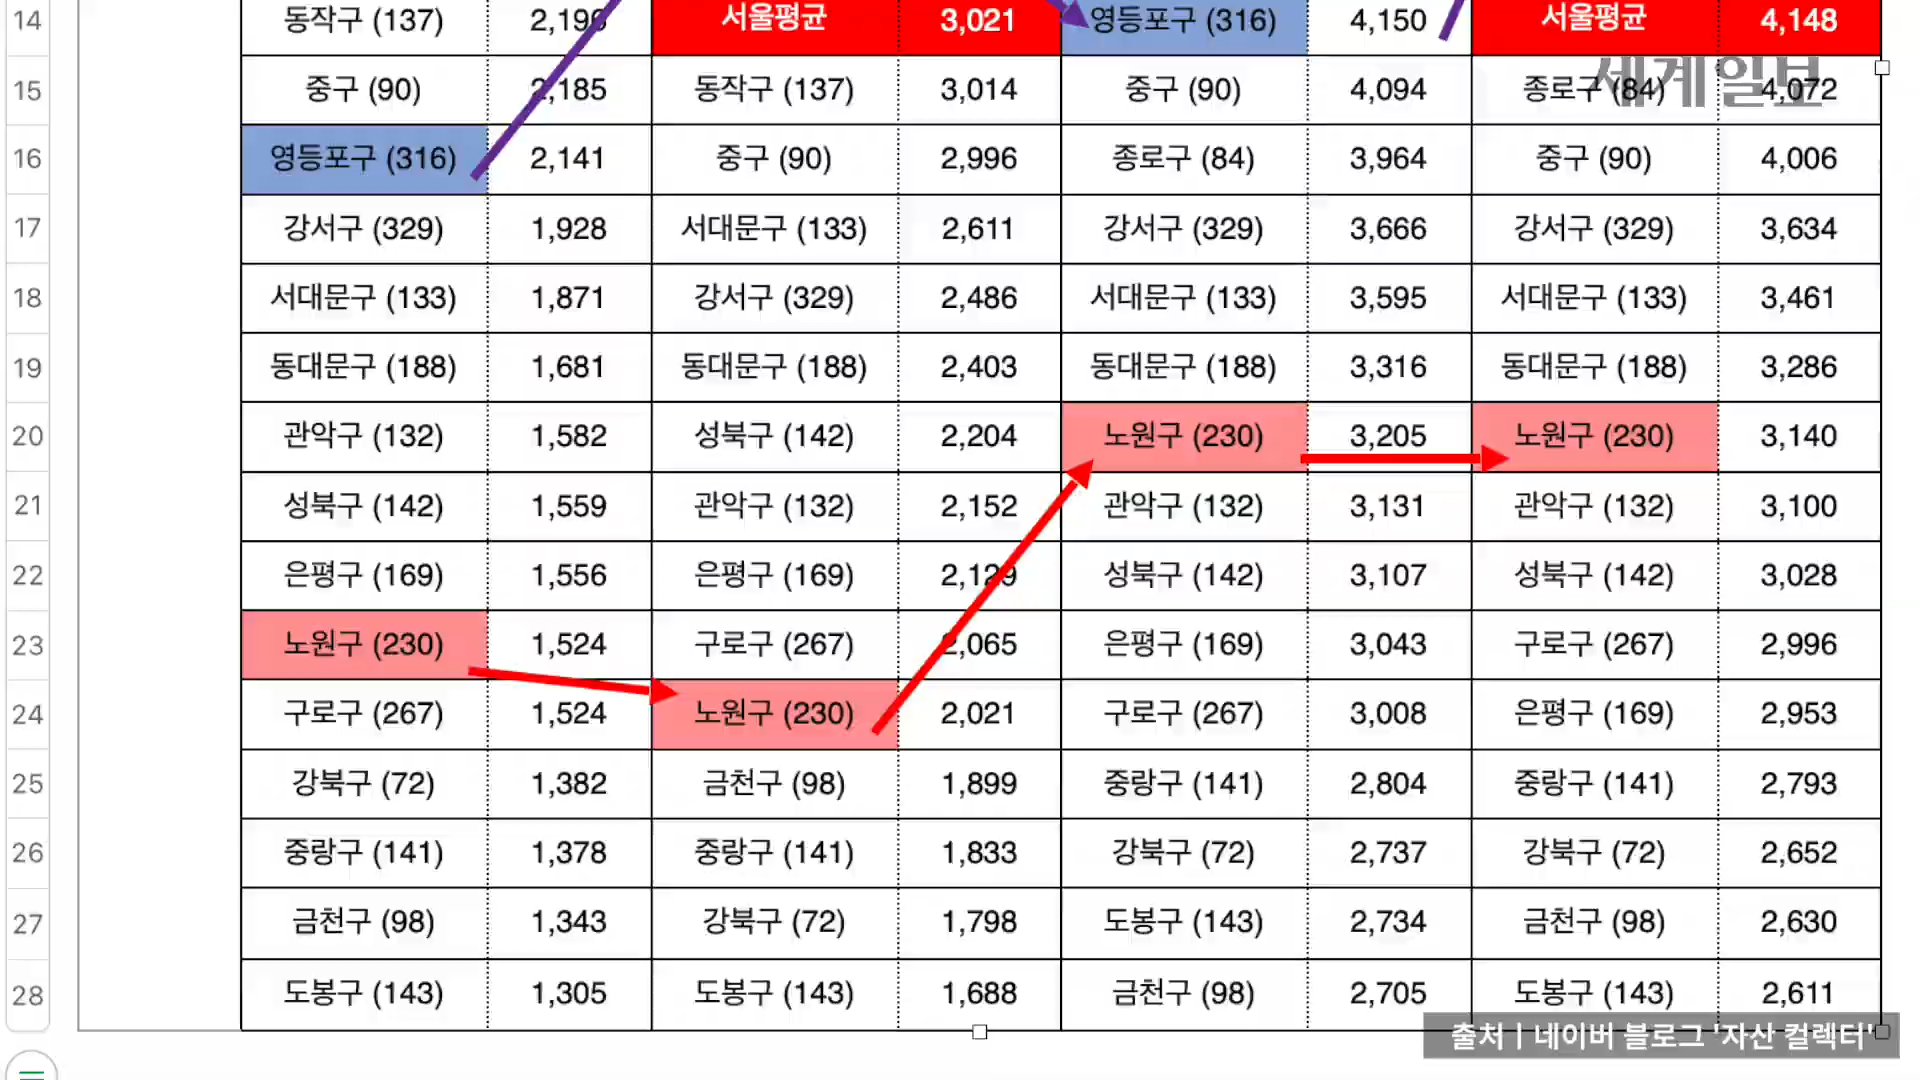 14 동작구 (137) 2,190 서울평균 3,021 영등포구 (316) 4,150 서울평균 4,148
세계일보
15 중구 (90) 2,185 동작구 (137) 3,014 중구 (90) 4,094 종로구 (84) 4,072
16 영등포구 (316) 2,141 중구 (90) 2,996 종로구 (84) 3,964 중구 (90) 4,006
17 강서구 (329) 1,928 서대문구 (133) 2,611 강서구 (329) 3,666 강서구 (329) 3,634
18 서대문구 (133) 1,871 강서구 (329) 2,486 서대문구 (133) 3,595 서대문구 (133) 3,461
19 동대문구 (188) 1,681 동대문구 (188) 2,403 동대문구 (188) 3,316 동대문구 (188) 3,286
20 관악구 (132) 1,582 성북구 (142) 2,204 노원구 (230) 3,205 노원구 (230) 3,140
21 성북구 (142) 1,559 관악구 (132) 2,152 관악구 (132) 3,131 관악구 (132) 3,100
22 은평구 (169) 1,556 은평구 (169) 2,129 성북구 (142) 3,107 성북구 (142) 3,028
23 노원구 (230) 1,524 구로구 (267) 2,065 은평구 (169) 3,043 구로구 (267) 2,996
24 구로구 (267) 1,524 노원구 (230) 2,021 구로구 (267) 3,008 은평구 (169) 2,953
25 강북구 (72) 1,382 금천구 (98) 1,899 중랑구 (141) 2,804 중랑구 (141) 2,793
26 중랑구 (141) 1,378 중랑구 (141) 1,833 강북구 (72) 2,737 강북구 (72) 2,652
27 금천구 (98) 1,343 강북구 (72) 1,798 도봉구 (143) 2,734 금천구 (98) 2,630
28 도봉구 (143) 1,305 도봉구 (143) 1,688 금천구 (98) 2,705 도봉구 (143) 2,611
출처ㅣ네이버 블로그 '자산 컬렉터'